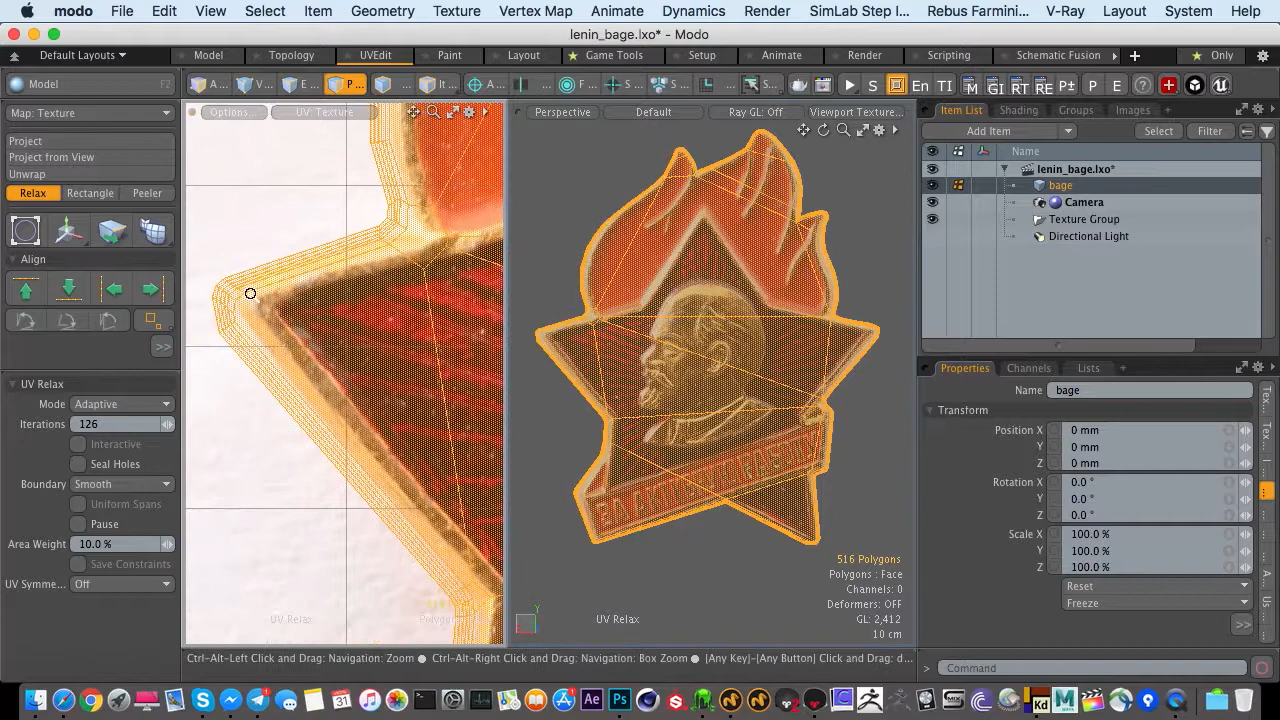 modo File Edit View Select Item Geometry Texture Vertex Map Animate Dynamics Render SimLab Step I... Rebus Farmini... V-Ray Layout System Help
lenin_bage.lxo* - Modo
Default Layouts Model Topology UVEdit Paint Layout Game Tools Setup Animate Render Scripting Schematic Fusion Only
Model F2 A... V... E... P... It... A... S... F... S... S... S... S En TI M GI RT RE P± P E
Map: Texture
Options... UV: Texture
Perspective Default Ray GL: Off Viewport Textur...
Item List Shading Groups Images
Project
Project from View
Unwrap
Relax Rectangle Peeler
Add Item Select Filter
Name
lenin_bage.lxo*
bage
Camera
Texture Group
Directional Light
Align
>>
UV Relax
Mode Adaptive
Iterations 126
Interactive
Seal Holes
Boundary Smooth
Uniform Spans
Pause
Area Weight 10.0 %
Save Constraints
UV Symme... Off
UV Relax
516 Polygons
Polygons : Face
Channels: 0
Deformers: OFF
GL: 2,412
10 cm
UV Relax
Y
Properties Channels Lists
Name bage
Transform
Position X 0 mm
Y 0 mm
Z 0 mm
Rotation X 0.0 °
Y 0.0 °
Z 0.0 °
Scale X 100.0 %
Y 100.0 %
Z 100.0 %
Reset
Freeze
>>
Ctrl-Alt-Left Click and Drag: Navigation: Zoom ● Ctrl-Alt-Right Click and Drag: Navigation: Box Zoom ● [Any Key]-[Any Button] Click and Drag: d...
Command